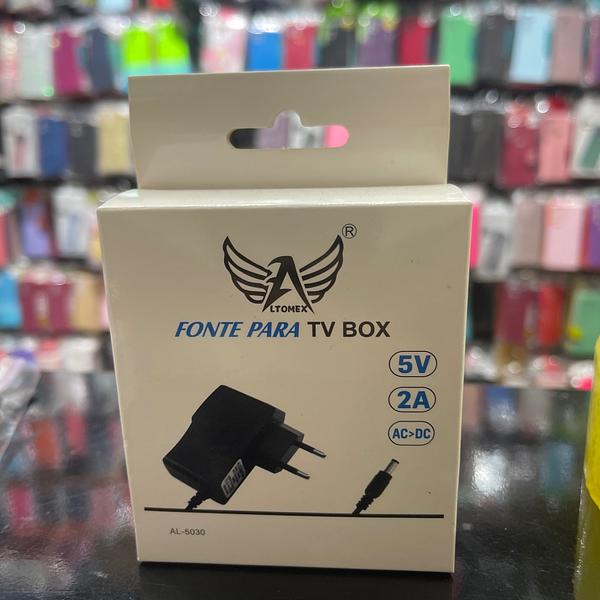 ®
ALTOMEX
FONTE PARA TV BOX
5V
2A
AC>DC
AL-5030